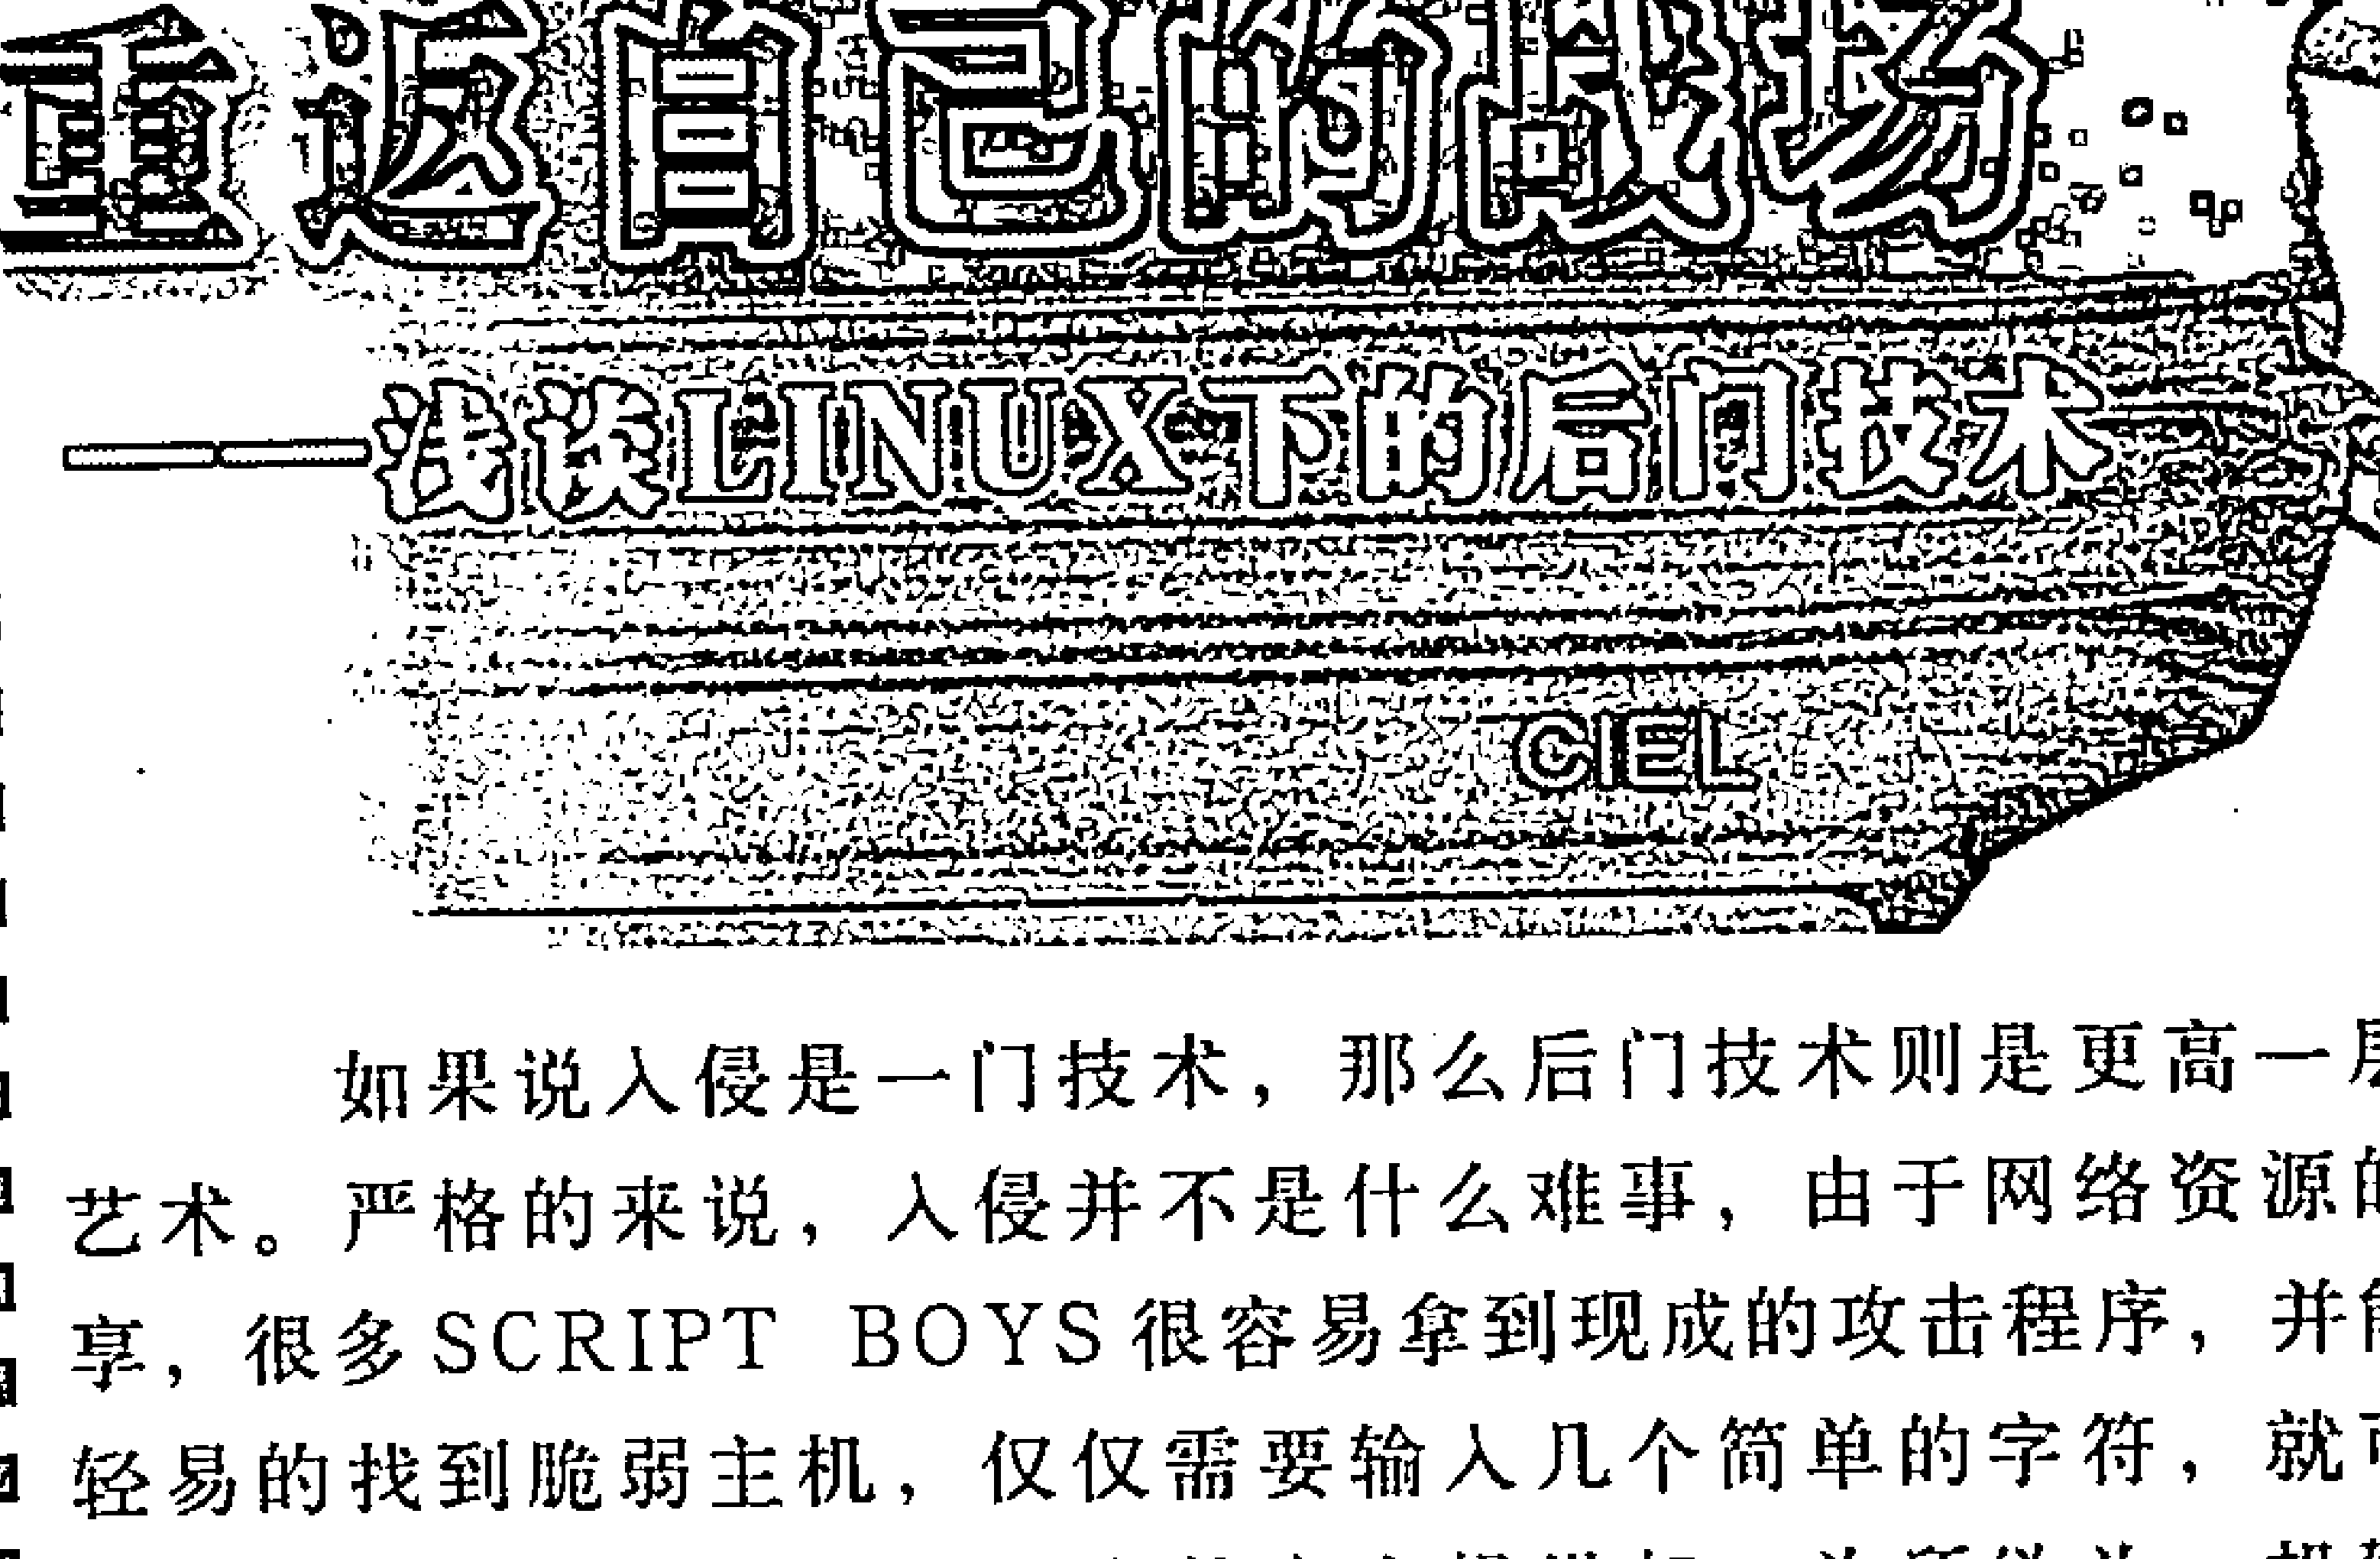 重返自己的战场
——浅谈LINUX下的后门技术
CIEL
如果说入侵是一门技术，那么后门技术则是更高一层
艺术。严格的来说，入侵并不是什么难事，由于网络资源的
享，很多SCRIPT BOYS很容易拿到现成的攻击程序，并能
轻易的找到脆弱主机，仅仅需要输入几个简单的字符，就可